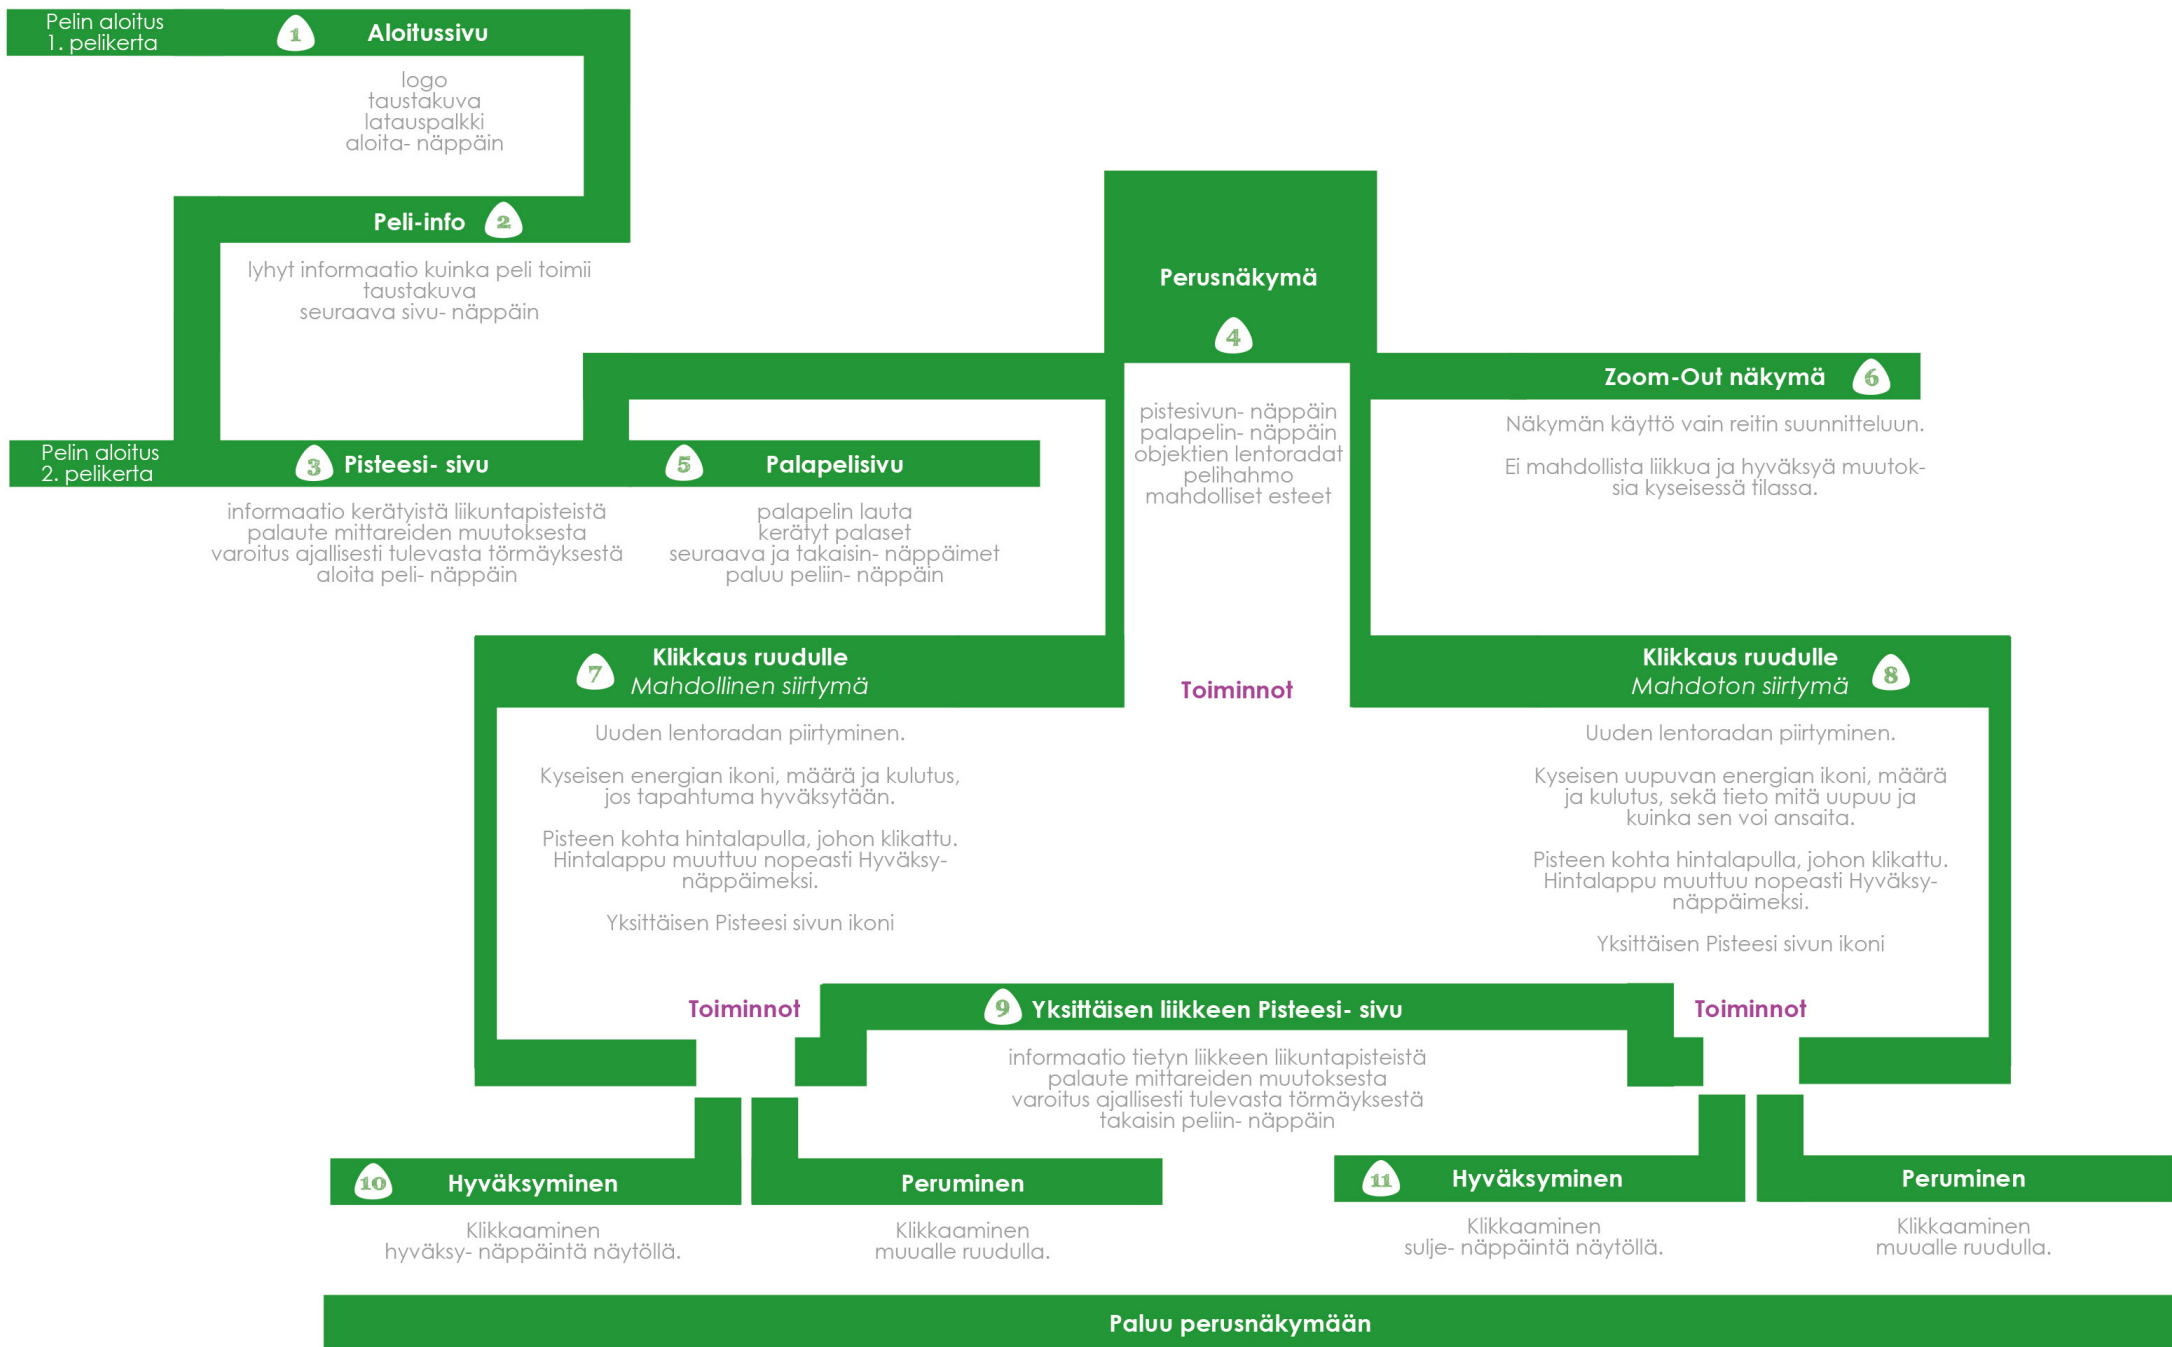 Pelin aloitus
1. pelikerta
1
Aloitussivu
logo
taustakuva
latauspalkki
aloita- näppäin
Peli-info
2
lyhyt informaatio kuinka peli toimii
taustakuva
seuraava sivu- näppäin
Perusnäkymä
4
pistesivun- näppäin
palapelin- näppäin
objektien lentoradat
pelihahmo
mahdolliset esteet
Zoom-Out näkymä
6
Näkymän käyttö vain reitin suunnitteluun.
Ei mahdollista liikkua ja hyväksyä muutok-
sia kyseisessä tilassa.
Pelin aloitus
2. pelikerta
3
Pisteesi- sivu
informaatio kerätyistä liikuntapisteistä
palaute mittareiden muutoksesta
varoitus ajallisesti tulevasta törmäyksestä
aloita peli- näppäin
5
Palapelisivu
palapelin lauta
kerätyt palaset
seuraava ja takaisin- näppäimet
paluu peliin- näppäin
7
Klikkaus ruudulle
Mahdollinen siirtymä
Uuden lentoradan piirtyminen.
Kyseisen energian ikoni, määrä ja kulutus,
jos tapahtuma hyväksytään.
Pisteen kohta hintalapulla, johon klikattu.
Hintalappu muuttuu nopeasti Hyväksy-
näppäimeksi.
Yksittäisen Pisteesi sivun ikoni
Toiminnot
Klikkaus ruudulle
Mahdoton siirtymä
8
Uuden lentoradan piirtyminen.
Kyseisen uupuvan energian ikoni, määrä
ja kulutus, sekä tieto mitä uupuu ja
kuinka sen voi ansaita.
Pisteen kohta hintalapulla, johon klikattu.
Hintalappu muuttuu nopeasti Hyväksy-
näppäimeksi.
Yksittäisen Pisteesi sivun ikoni
Toiminnot
9
Yksittäisen liikkeen Pisteesi- sivu
informaatio tietyn liikkeen liikuntapisteistä
palaute mittareiden muutoksesta
varoitus ajallisesti tulevasta törmäyksestä
takaisin peliin- näppäin
Toiminnot
10
Hyväksyminen
Klikkaaminen
hyväksy- näppäintä näytöllä.
Peruminen
Klikkaaminen
muualle ruudulla.
11
Hyväksyminen
Klikkaaminen
sulje- näppäintä näytöllä.
Peruminen
Klikkaaminen
muualle ruudulla.
Paluu perusnäkymään